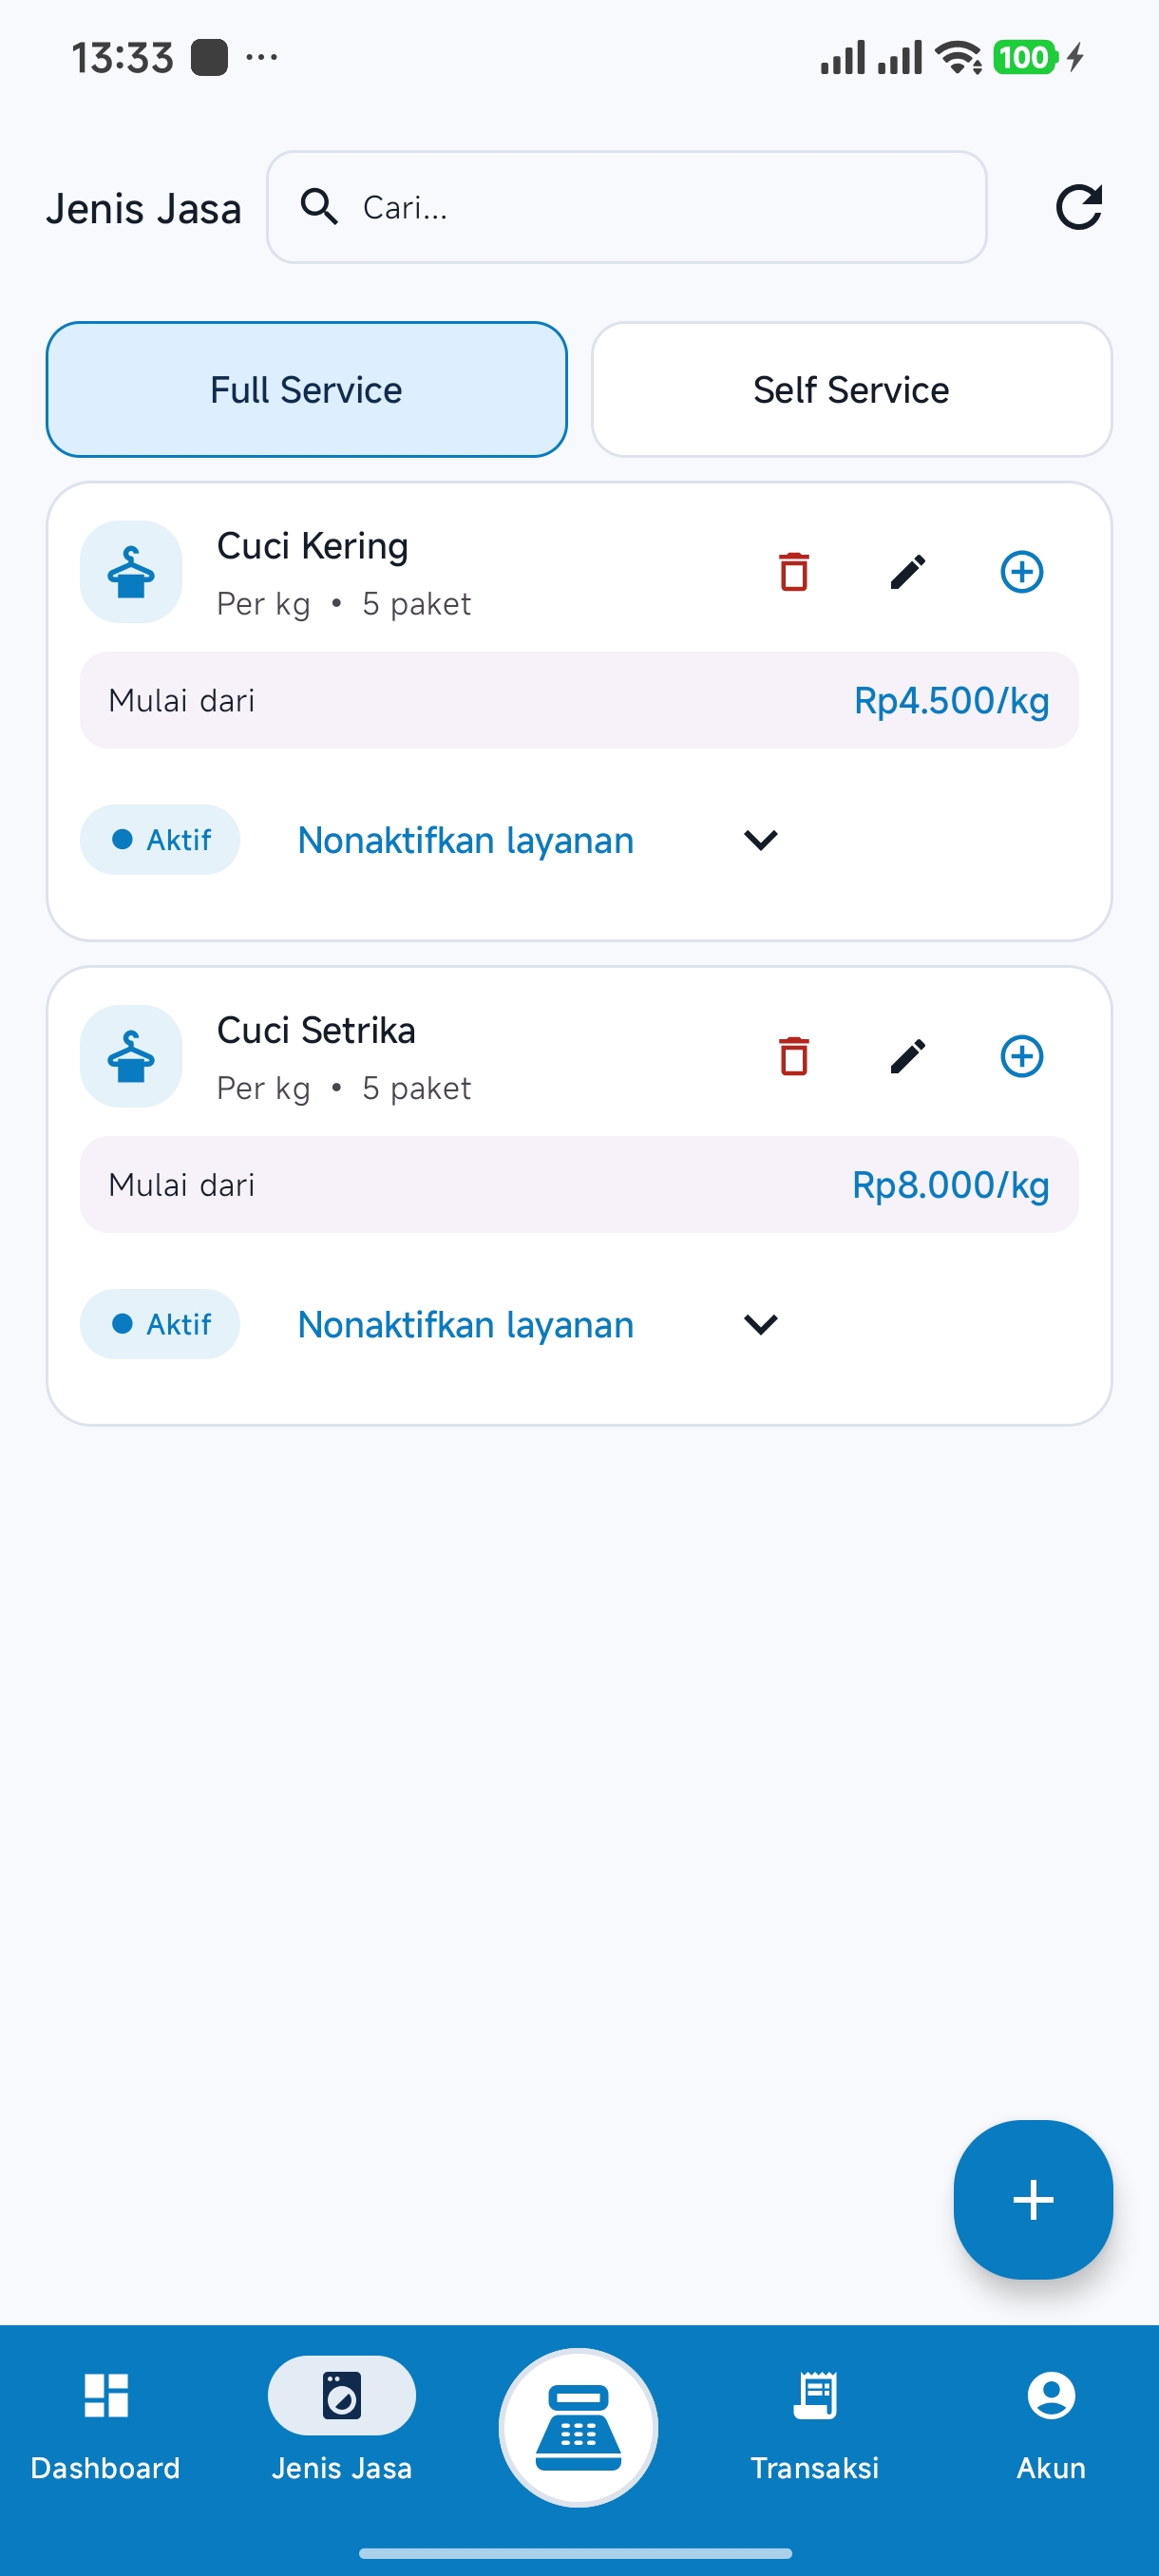 13:33 ... 100
Jenis Jasa Cari...
Full Service Self Service
Cuci Kering
Per kg • 5 paket
Mulai dari Rp4.500/kg
Aktif Nonaktifkan layanan
Cuci Setrika
Per kg • 5 paket
Mulai dari Rp8.000/kg
Aktif Nonaktifkan layanan
Dashboard Jenis Jasa Transaksi Akun